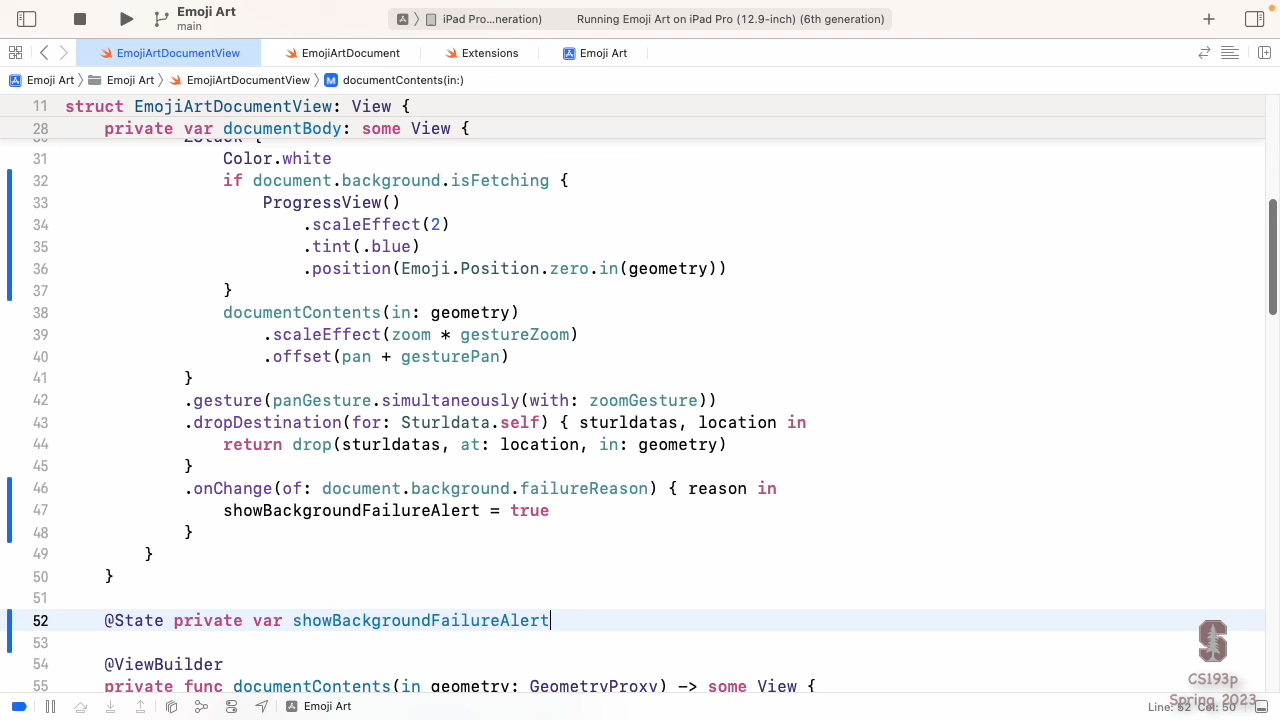 Emoji Art
main
iPad Pro...neration)
Running Emoji Art on iPad Pro (12.9-inch) (6th generation)
EmojiArtDocumentView
EmojiArtDocument
Extensions
Emoji Art
Emoji Art
Emoji Art
EmojiArtDocumentView
M documentContents(in:)
11 struct EmojiArtDocumentView: View {
28 private var documentBody: some View {
31 Color.white
32 if document.background.isFetching {
33 ProgressView()
34 .scaleEffect(2)
35 .tint(.blue)
36 .position(Emoji.Position.zero.in(geometry))
37 }
38 documentContents(in: geometry)
39 .scaleEffect(zoom * gestureZoom)
40 .offset(pan + gesturePan)
41 }
42 .gesture(panGesture.simultaneously(with: zoomGesture))
43 .dropDestination(for: Sturldata.self) { sturldatas, location in
44 return drop(sturldatas, at: location, in: geometry)
45 }
46 .onChange(of: document.background.failureReason) { reason in
47 showBackgroundFailureAlert = true
48 }
49 }
50 }
51
52 @State private var showBackgroundFailureAlert
53
54 @ViewBuilder
55 private func documentContents(in geometry: GeometryProxy) -> some View {
S
CS193p
Spring 2023
Emoji Art
Line: 52 Col: 50